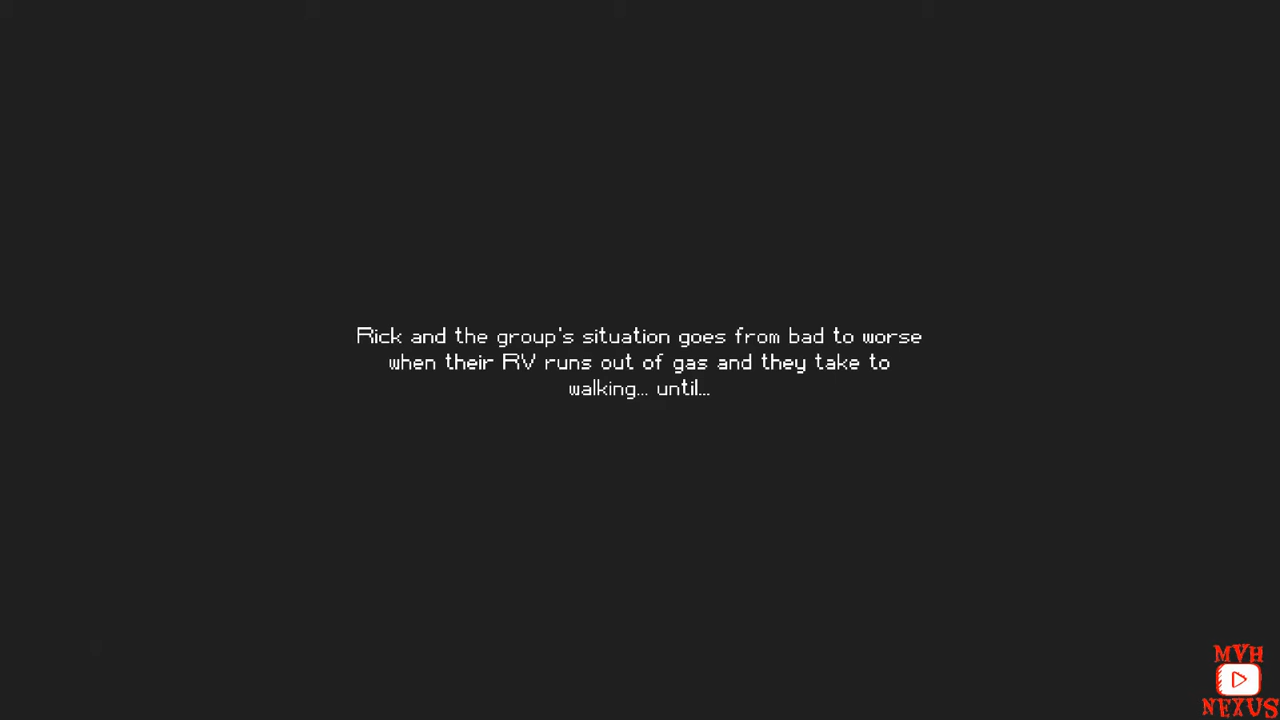 Rick and the group's situation goes from bad to worse
when their RV runs out of gas and they take to
walking... until...
MVH
NEXUS